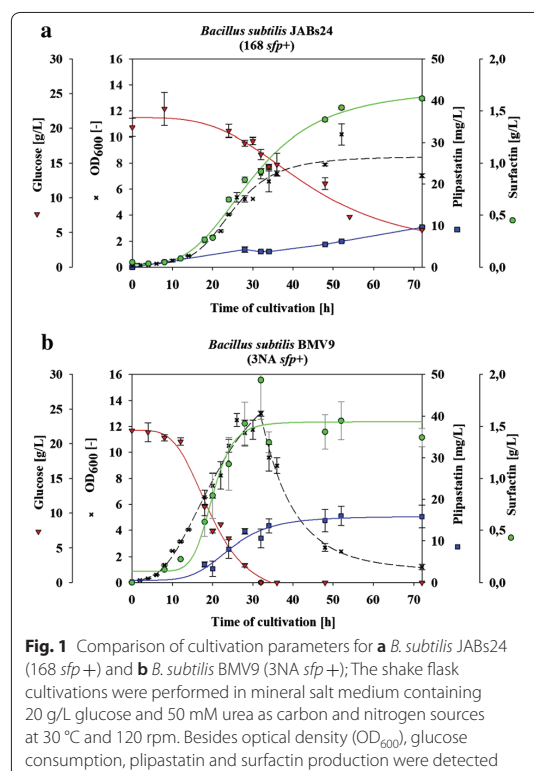 a
Bacillus subtilis JABs24
(168 sfp+)
Glucose [g/L]
30
25
20
15
10
5
0
OD600 [-]
16
14
12
10
8
6
4
2
0
50
40
30
20
10
0
Plipastatin [mg/L]
2,0
1,5
1,0
0,5
0,0
Surfactin [g/L]
0 10 20 30 40 50 60 70
Time of cultivation [h]
b
Bacillus subtilis BMV9
(3NA sfp+)
Glucose [g/L]
30
25
20
15
10
5
0
OD600 [-]
16
14
12
10
8
6
4
2
0
50
40
30
20
10
0
Plipastatin [mg/L]
2,0
1,5
1,0
0,5
0,0
Surfactin [g/L]
0 10 20 30 40 50 60 70
Time of cultivation [h]
Fig. 1 Comparison of cultivation parameters for a B. subtilis JABs24
(168 sfp+) and b B. subtilis BMV9 (3NA sfp+); The shake flask
cultivations were performed in mineral salt medium containing
20 g/L glucose and 50 mM urea as carbon and nitrogen sources
at 30 °C and 120 rpm. Besides optical density (OD600), glucose
consumption, plipastatin and surfactin production were detected